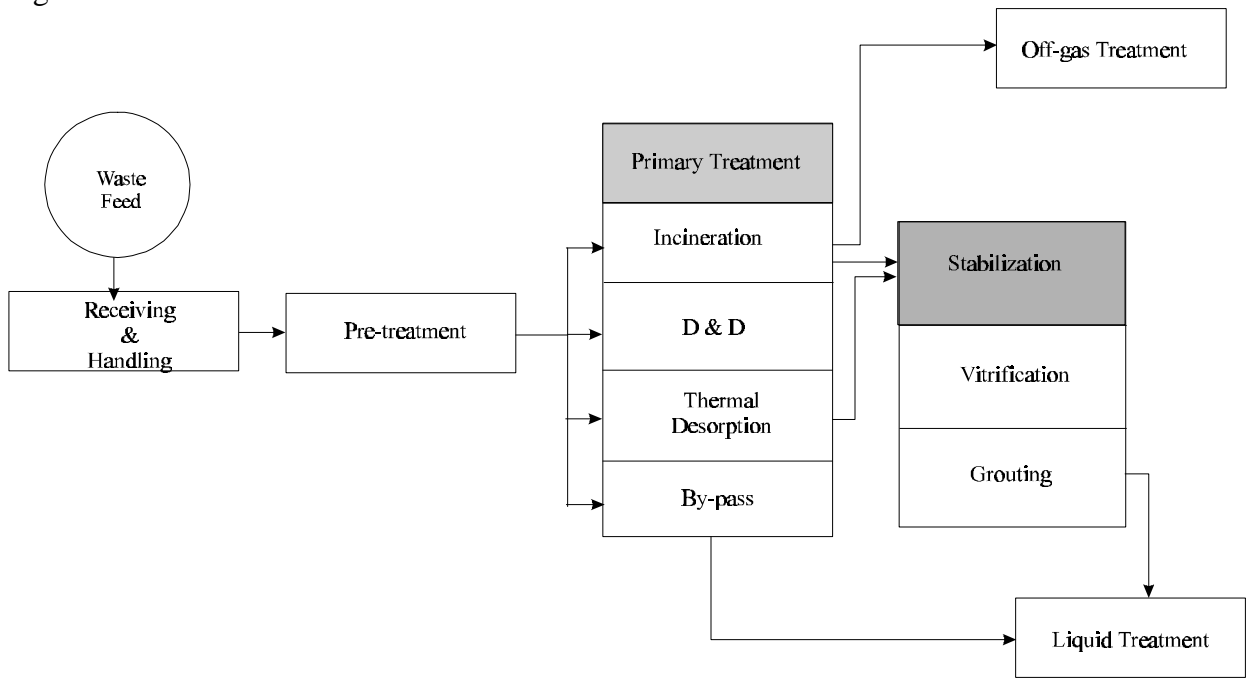 Off-gas Treatment
Waste
Feed
Primary Treatment
Incineration
Stabilization
Receiving
&
Handling
Pre-treatment
D & D
Vitrification
Thermal
Desorption
Grouting
By-pass
Liquid Treatment